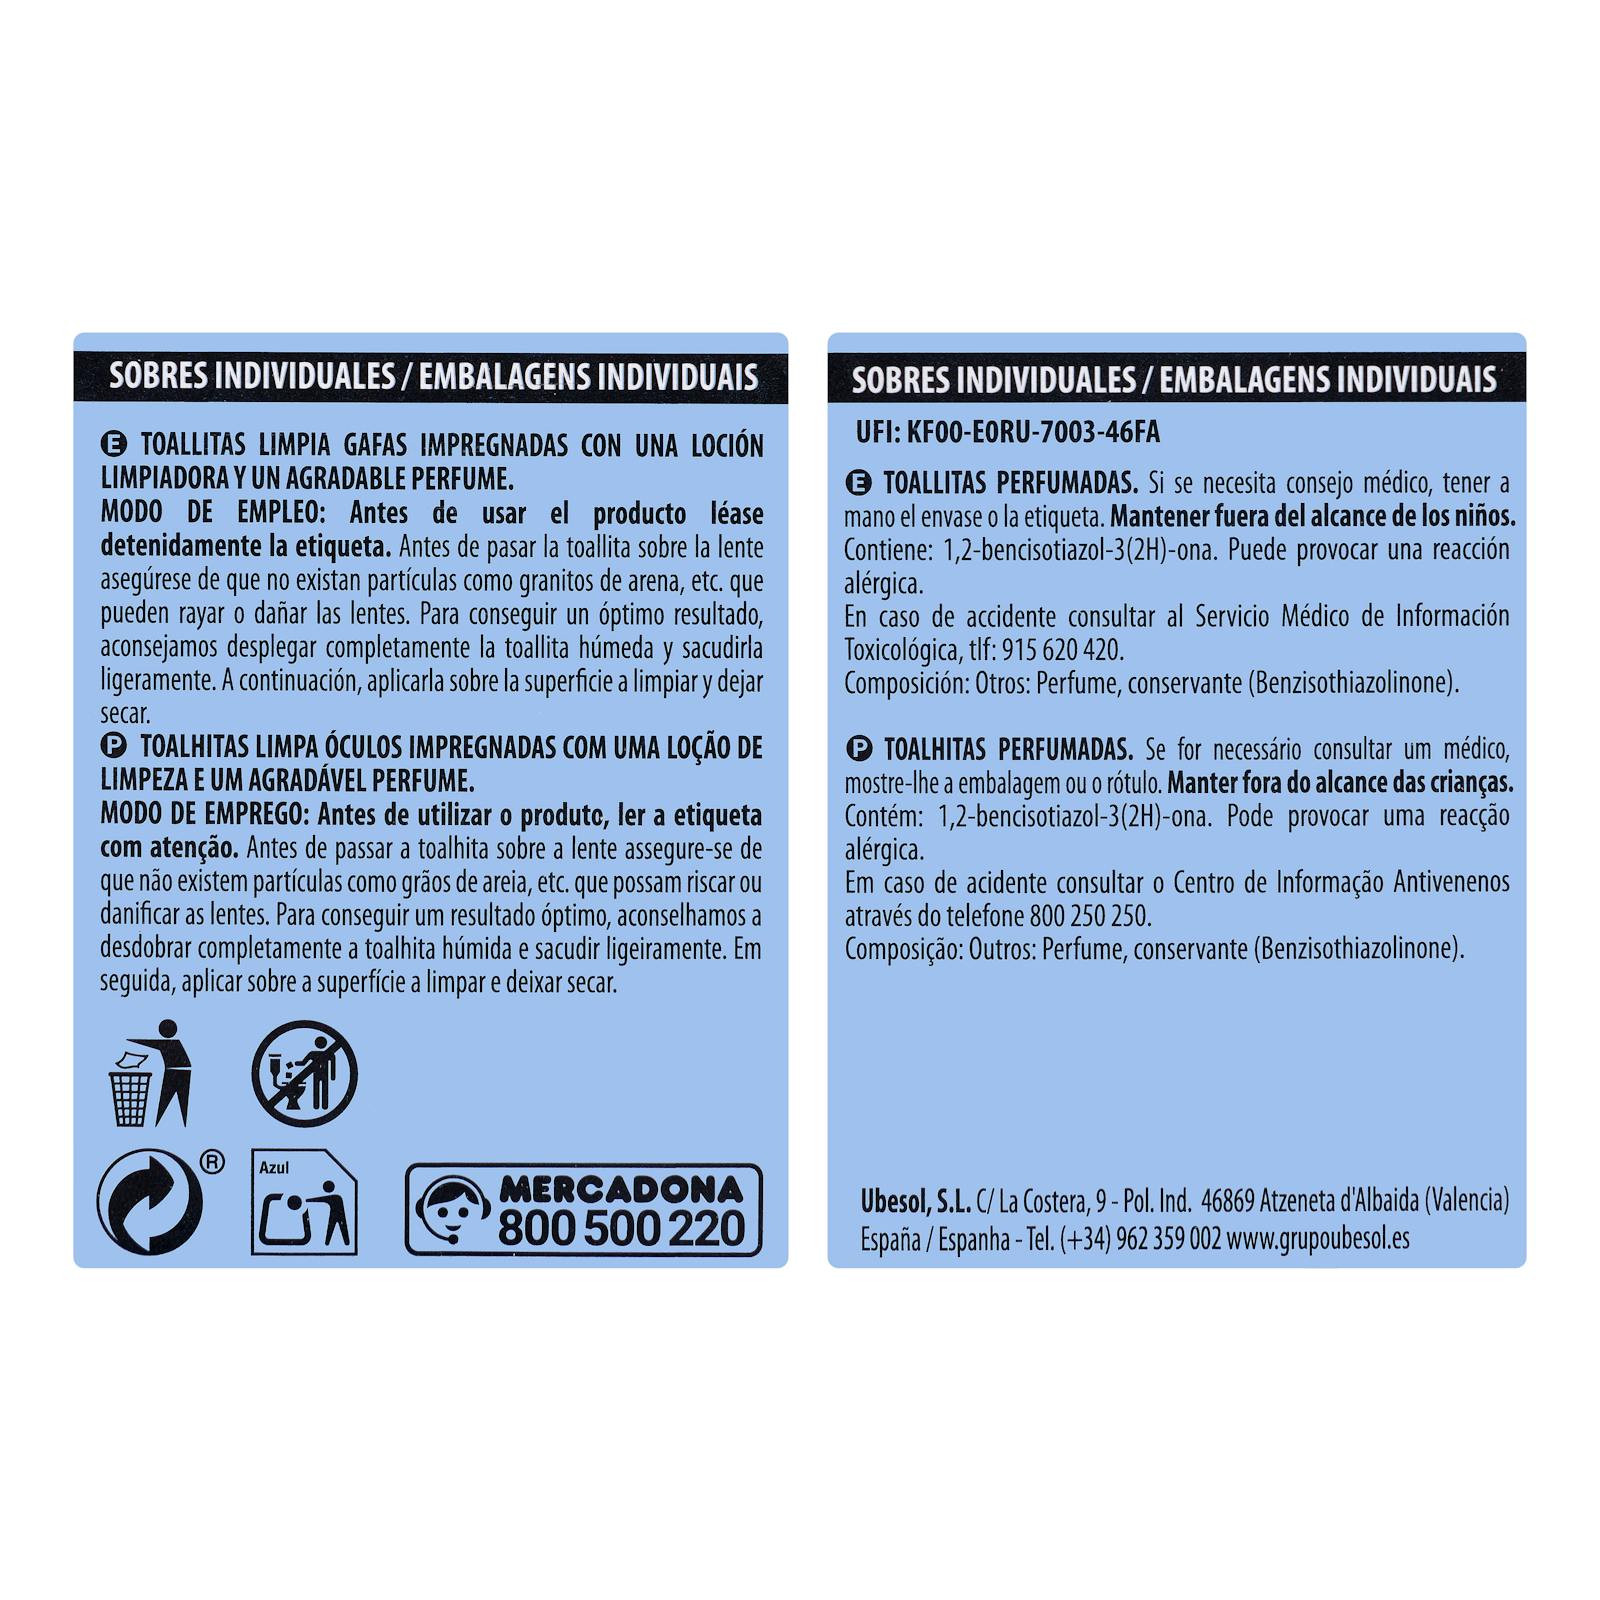 SOBRES INDIVIDUALES / EMBALAGENS INDIVIDUAIS
E TOALLITAS LIMPIA GAFAS IMPREGNADAS CON UNA LOCIÓN
LIMPIADORA Y UN AGRADABLE PERFUME.
MODO DE EMPLEO: Antes de usar el producto léase
detenidamente la etiqueta. Antes de pasar la toallita sobre la lente
asegúrese de que no existan partículas como granitos de arena, etc. que
pueden rayar o dañar las lentes. Para conseguir un óptimo resultado,
aconsejamos desplegar completamente la toallita húmeda y sacudirla
ligeramente. A continuación, aplicarla sobre la superficie a limpiar y dejar
secar.
P TOALHITAS LIMPA ÓCULOS IMPREGNADAS COM UMA LOÇÃO DE
LIMPEZA E UM AGRADÁVEL PERFUME.
MODO DE EMPREGO: Antes de utilizar o produto, ler a etiqueta
com atenção. Antes de passar a toalhita sobre a lente assegure-se de
que não existem partículas como grãos de areia, etc. que possam riscar ou
danificar as lentes. Para conseguir um resultado óptimo, aconselhamos a
desdobrar completamente a toalhita húmida e sacudir ligeiramente. Em
seguida, aplicar sobre a superfície a limpar e deixar secar.
®
Azul
MERCADONA
800 500 220
SOBRES INDIVIDUALES / EMBALAGENS INDIVIDUAIS
UFI: KF00-E0RU-7003-46FA
E TOALLITAS PERFUMADAS. Si se necesita consejo médico, tener a
mano el envase o la etiqueta. Mantener fuera del alcance de los niños.
Contiene: 1,2-bencisotiazol-3(2H)-ona. Puede provocar una reacción
alérgica.
En caso de accidente consultar al Servicio Médico de Información
Toxicológica, tlf: 915 620 420.
Composición: Otros: Perfume, conservante (Benzisothiazolinone).
P TOALHITAS PERFUMADAS. Se for necessário consultar um médico,
mostre-lhe a embalagem ou o rótulo. Manter fora do alcance das crianças.
Contém: 1,2-bencisotiazol-3(2H)-ona. Pode provocar uma reacção
alérgica.
Em caso de acidente consultar o Centro de Informação Antivenenos
através do telefone 800 250 250.
Composição: Outros: Perfume, conservante (Benzisothiazolinone).
Ubesol, S.L. C/ La Costera, 9 - Pol. Ind. 46869 Atzeneta d'Albaida (Valencia)
España / Espanha - Tel. (+34) 962 359 002 www.grupoubesol.es